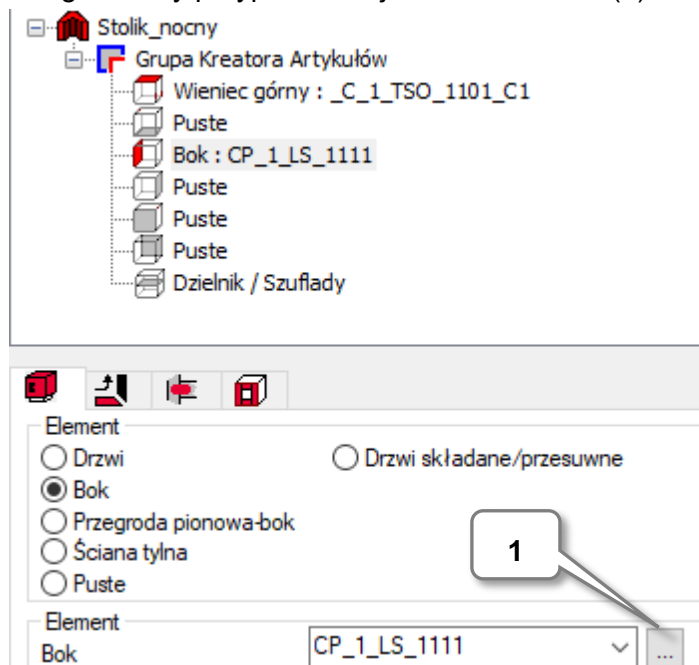 Stolik_nocny
Grupa Kreatora Artykułów
Wieniec górny : _C_1_TSO_1101_C1
Puste
Bok : CP_1_LS_1111
Puste
Puste
Puste
Dzielnik / Szuflady
Element
Drzwi
Drzwi składane/przesuwne
Bok
Przegroda pionowa-bok
Ściana tylna
Puste
1
Element
Bok
CP_1_LS_1111
...